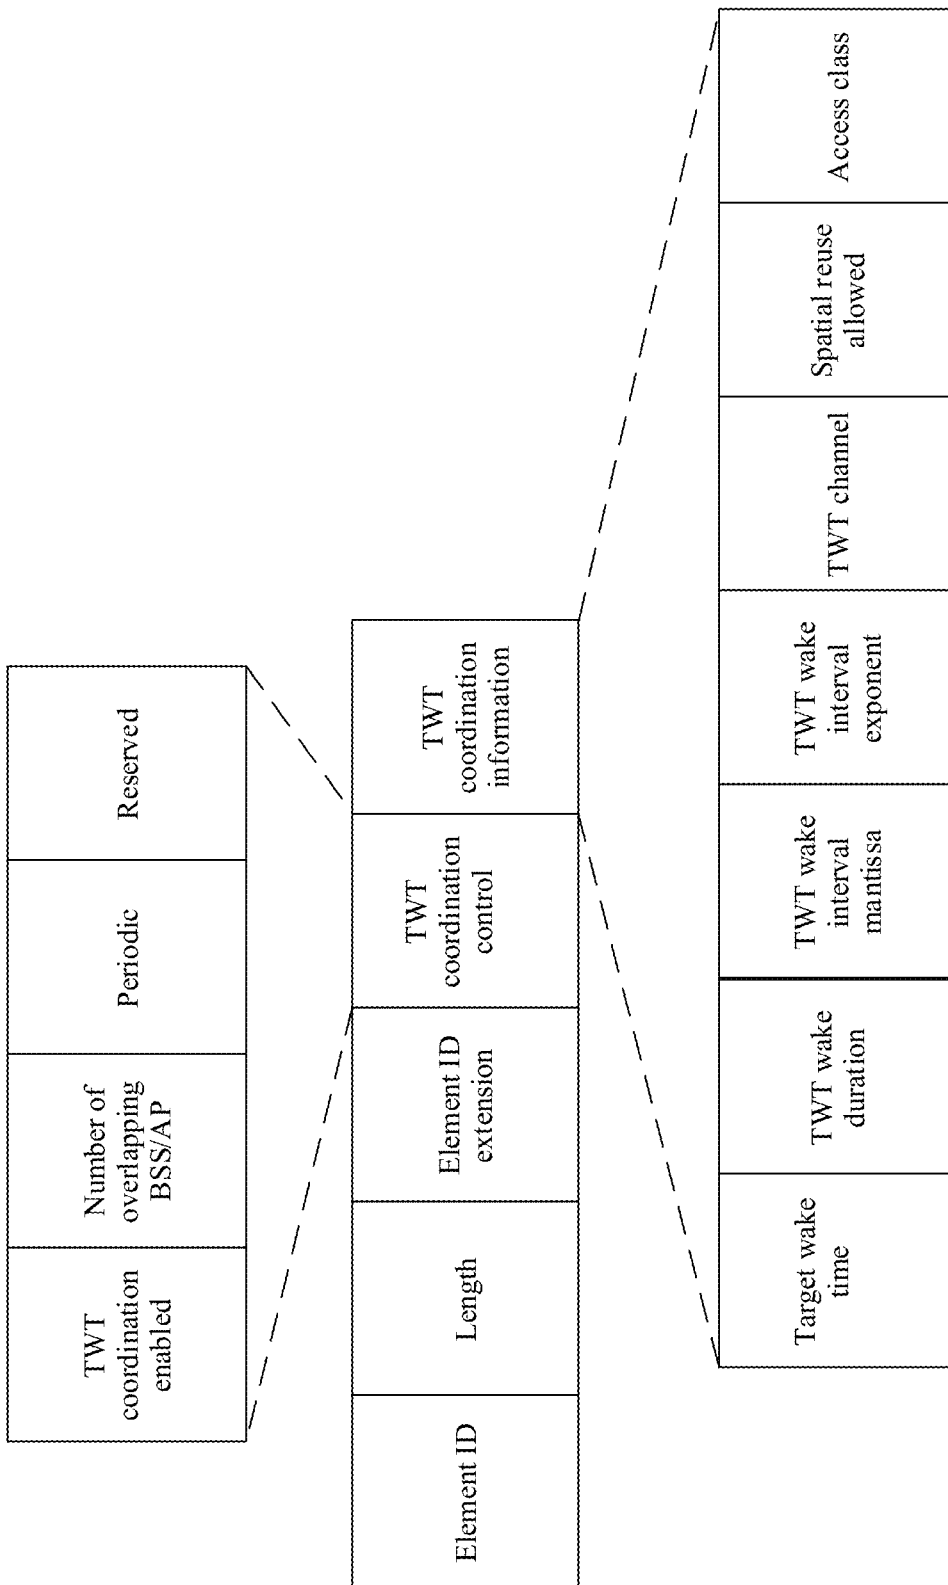 TWT
coordination
enabled
Number of
overlapping
BSS/AP
Periodic
Reserved
Element ID
Length
Element ID
extension
TWT
coordination
control
TWT
coordination
information
Target wake
time
TWT wake
duration
TWT wake
interval
mantissa
TWT wake
interval
exponent
TWT channel
Spatial reuse
allowed
Access class